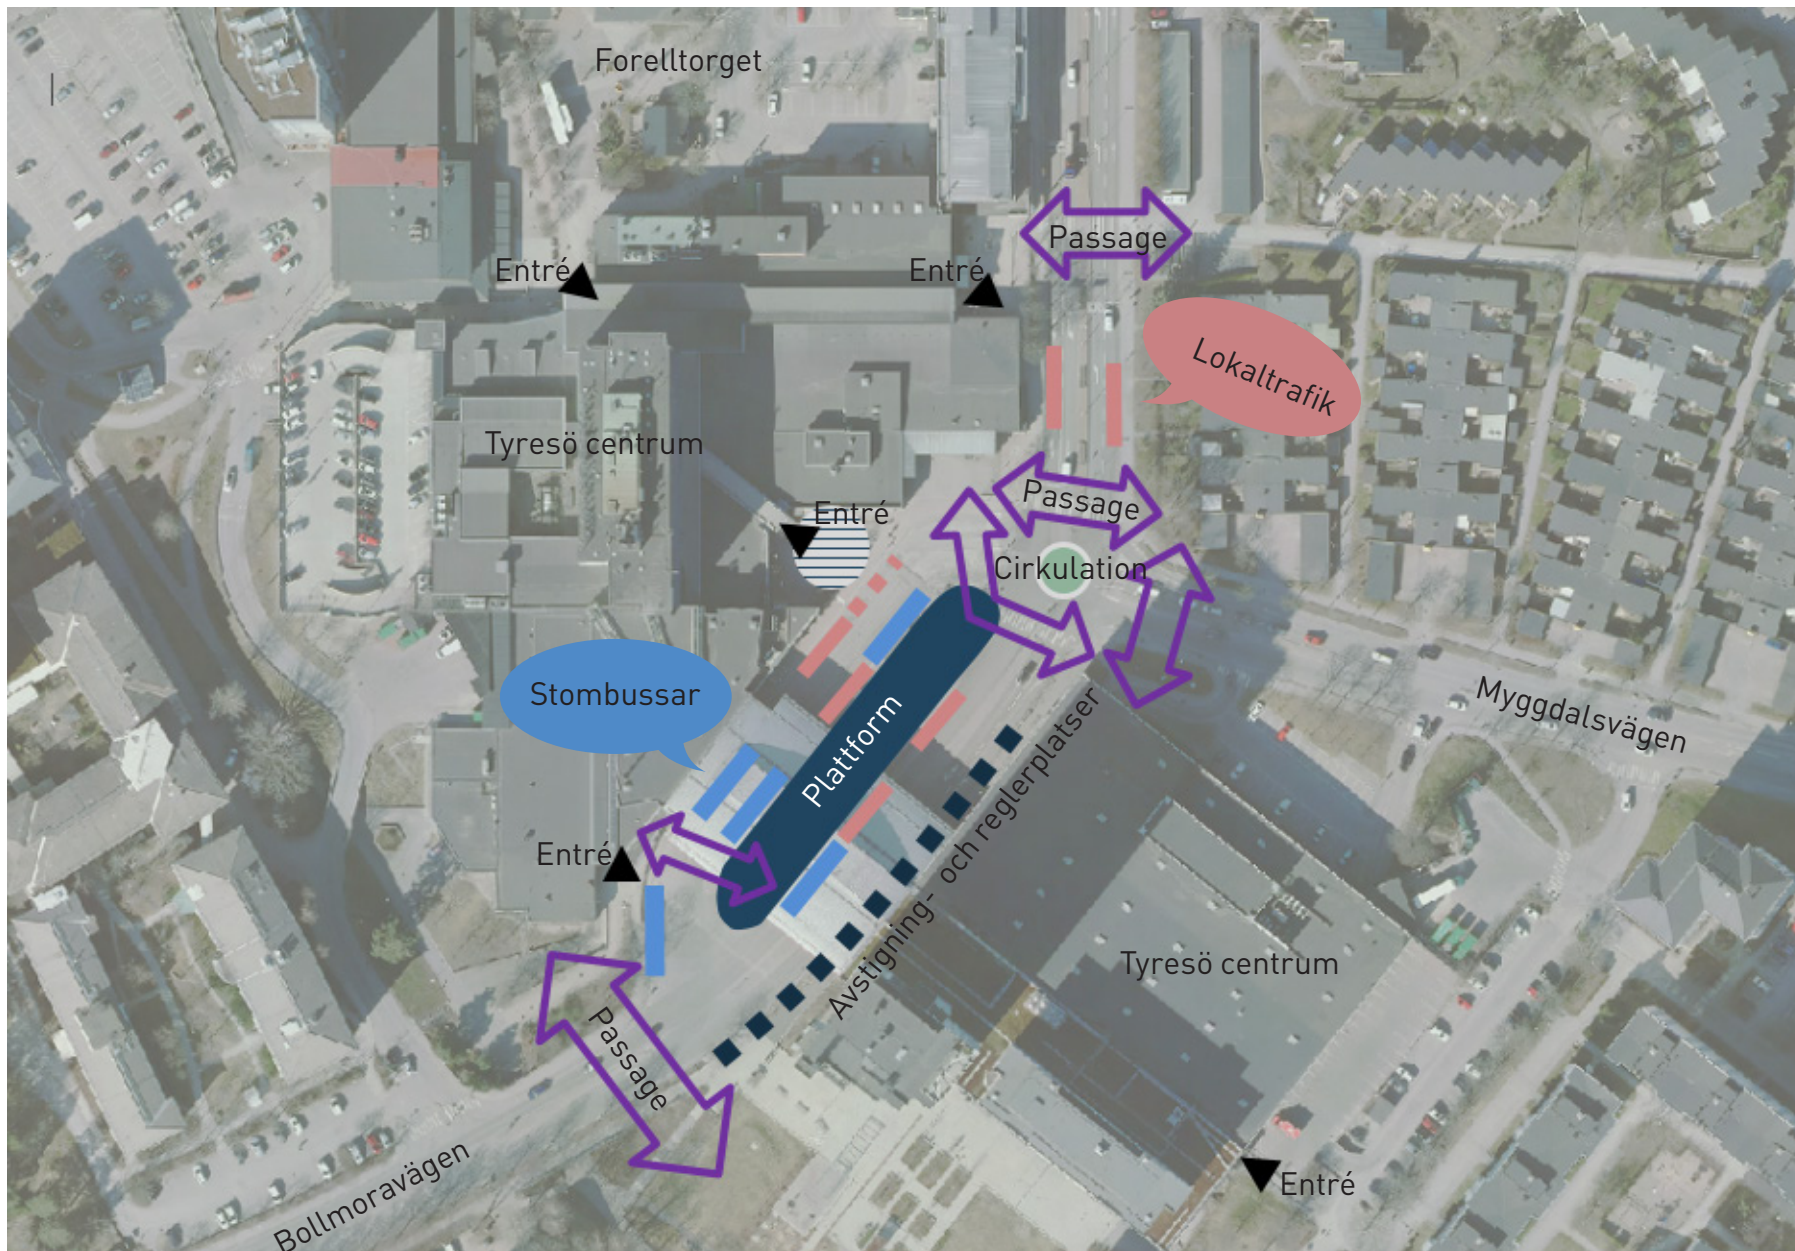 Forelltorget
Passage
Entré
Entré
Lokaltrafik
Tyresö centrum
Passage
Entré
Cirkulation
Stombussar
Plattform
Myggdalsvägen
Avstigning- och reglerplatser
Entré
Tyresö centrum
Passage
Bollmoravägen
Entré